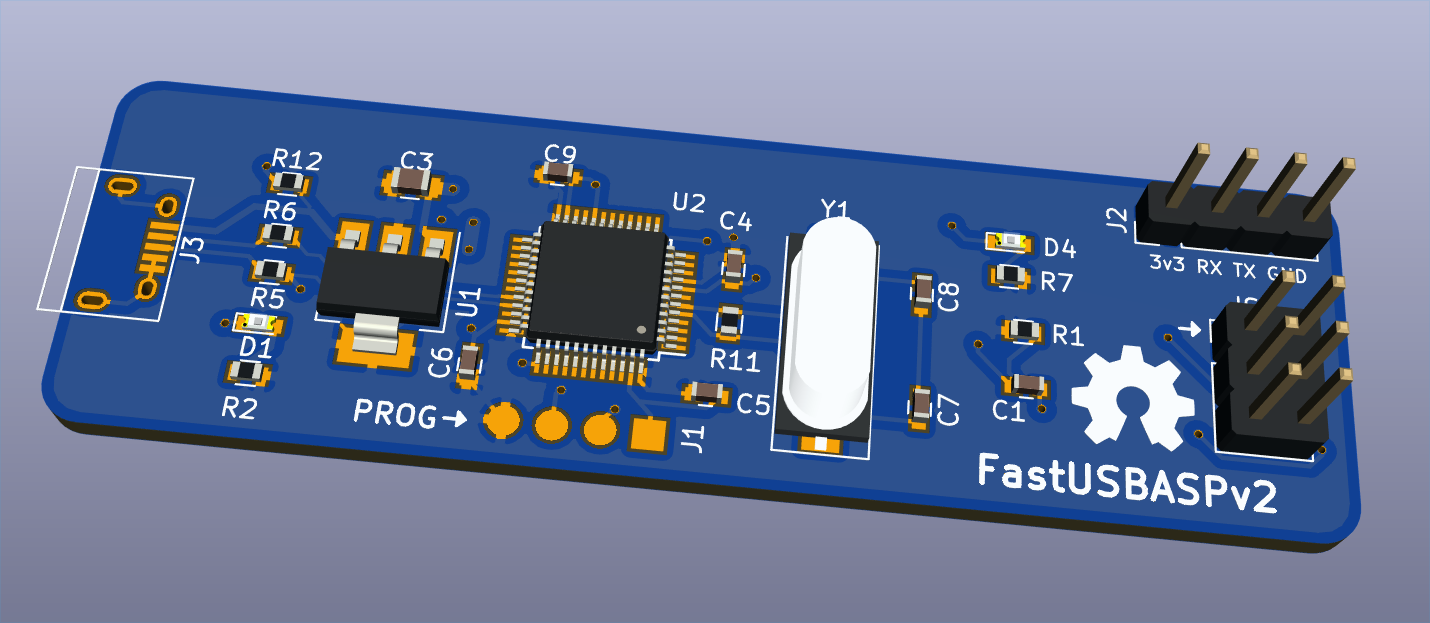 R12
C3
C9
R6
U2
C4
Y1
J2
J3
D4
3v3 RX TX GND
R5
U1
C8
R7
D1
R11
R1
C6
R2
PROG→
C5
J1
C7
C1
FastUSBASPv2